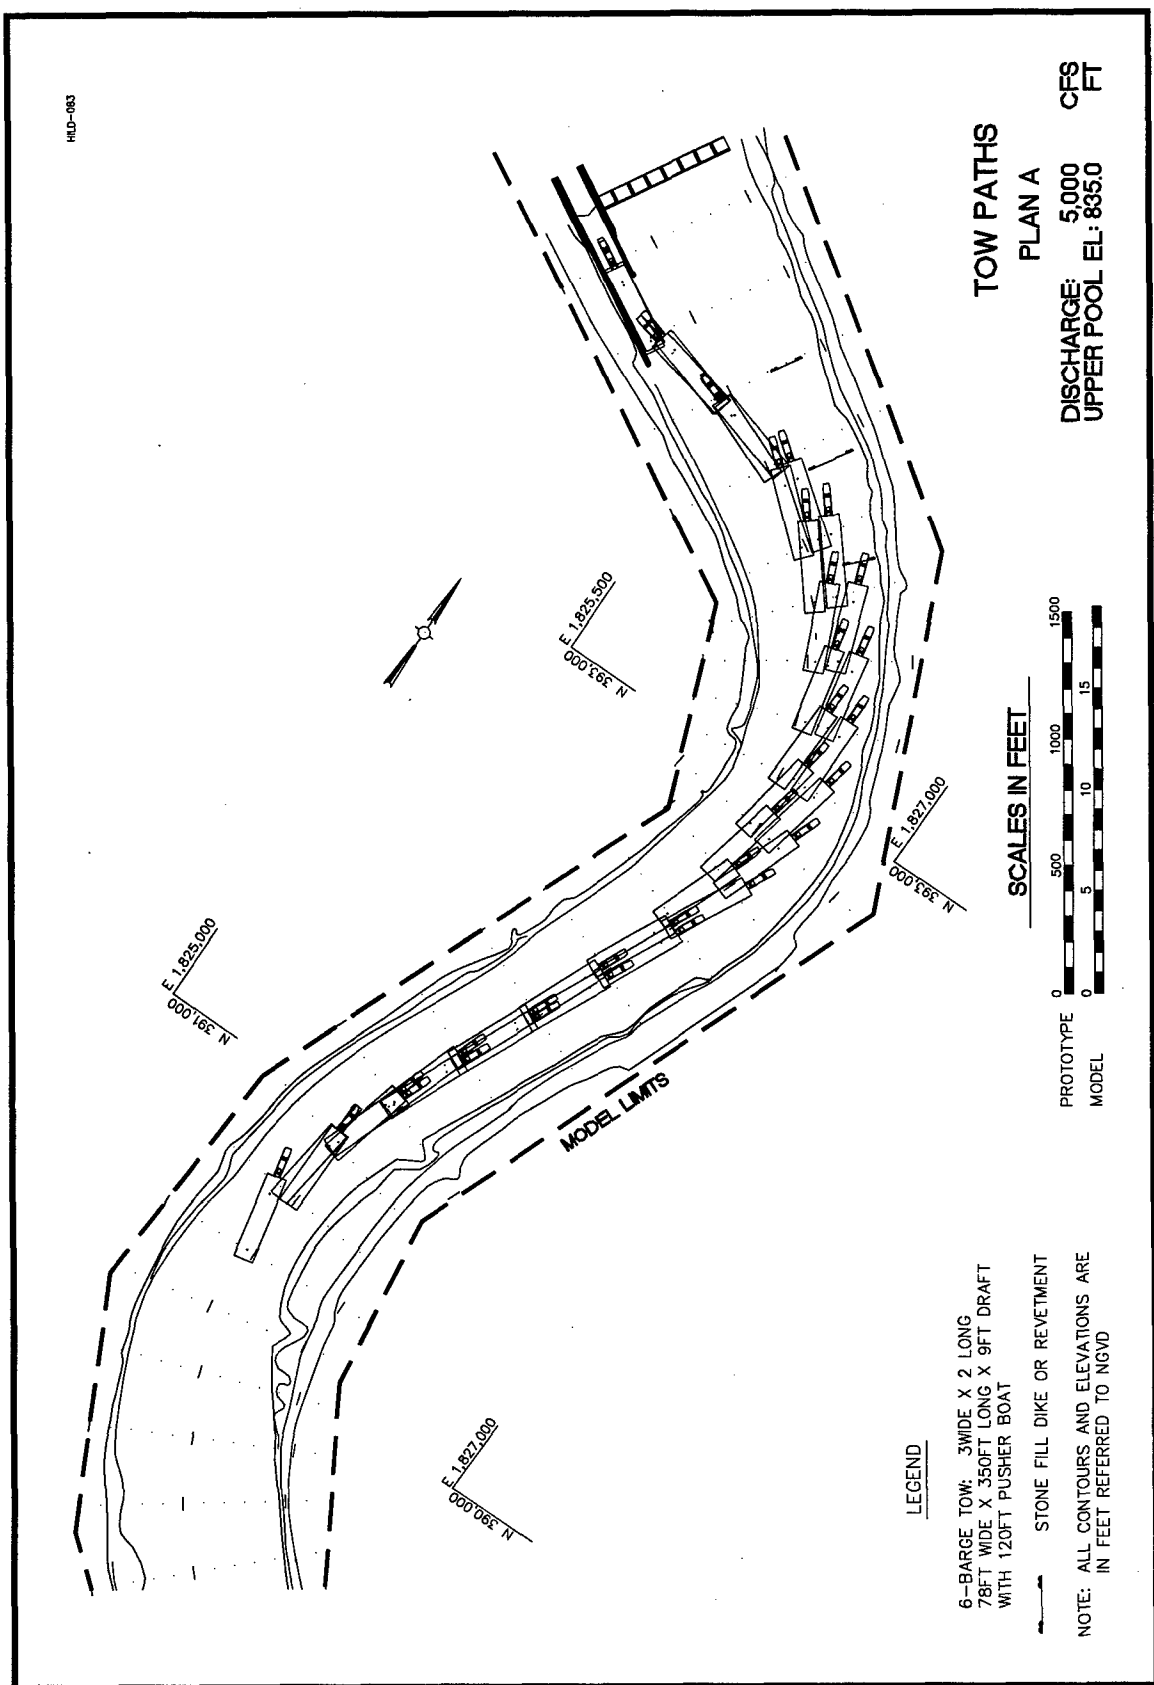 HLD-083
TOW PATHS
PLAN A
DISCHARGE: 5,000 CFS
UPPER POOL EL: 835.0 FT
E 1,825,500
N 393,000
E 1,825,000
N 391,000
E 1,827,000
N 393,000
E 1,827,000
N 390,000
MODEL LIMITS
SCALES IN FEET
PROTOTYPE 0 500 1000 1500
MODEL 0 5 10 15
LEGEND
6-BARGE TOW: 3WIDE X 2 LONG
78FT WIDE X 350FT LONG X 9FT DRAFT
WITH 120FT PUSHER BOAT
STONE FILL DIKE OR REVETMENT
NOTE: ALL CONTOURS AND ELEVATIONS ARE
IN FEET REFERRED TO NGVD